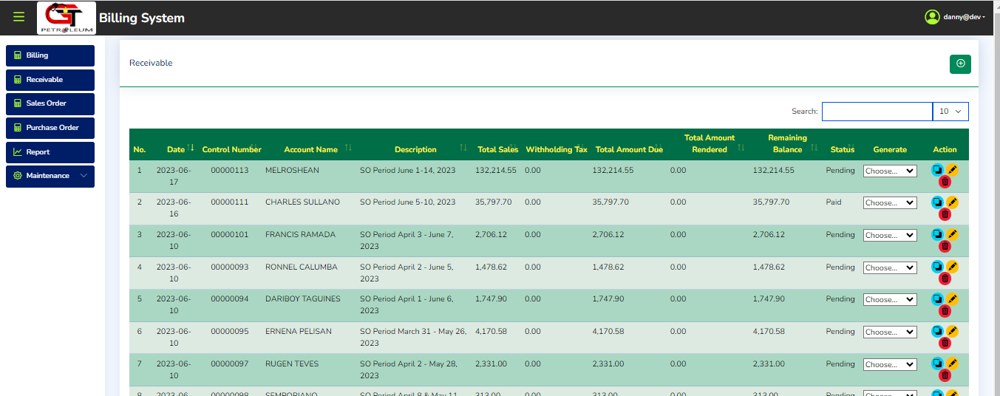 GT
PETROLEUM
Billing System
danny@dev
Billing
Receivable
Sales Order
Purchase Order
Report
Maintenance
Receivable
Search:
10
No. Date Control Number Account Name Description Total Sales Withholding Tax Total Amount Due Total Amount Rendered Remaining Balance Status Generate Action
1 2023-06-17 00000113 MELROSHEAN SO Period June 1-14, 2023 132,214.55 0.00 132,214.55 0.00 132,214.55 Pending Choose...
2 2023-06-16 00000111 CHARLES SULLANO SO Period June 5-10, 2023 35,797.70 0.00 35,797.70 0.00 35,797.70 Paid Choose...
3 2023-06-10 00000101 FRANCIS RAMADA SO Period April 3 - June 7, 2023 2,706.12 0.00 2,706.12 0.00 2,706.12 Pending Choose...
4 2023-06-10 00000093 RONNEL CALUMBA SO Period April 2 - June 5, 2023 1,478.62 0.00 1,478.62 0.00 1,478.62 Pending Choose...
5 2023-06-10 00000094 DARIBOY TAGUINES SO Period April 1 - June 6, 2023 1,747.90 0.00 1,747.90 0.00 1,747.90 Pending Choose...
6 2023-06-10 00000095 ERNENA PELISAN SO Period March 31 - May 26, 2023 4,170.58 0.00 4,170.58 0.00 4,170.58 Pending Choose...
7 2023-06-10 00000097 RUGEN TEVES SO Period April 2 - May 28, 2023 2,331.00 0.00 2,331.00 0.00 2,331.00 Pending Choose...
8 2023-06- 00000098 SEMPORIANO SO Period April 8 & May 11, 313.00 0.00 313.00 0.00 313.00 Pending Choose...